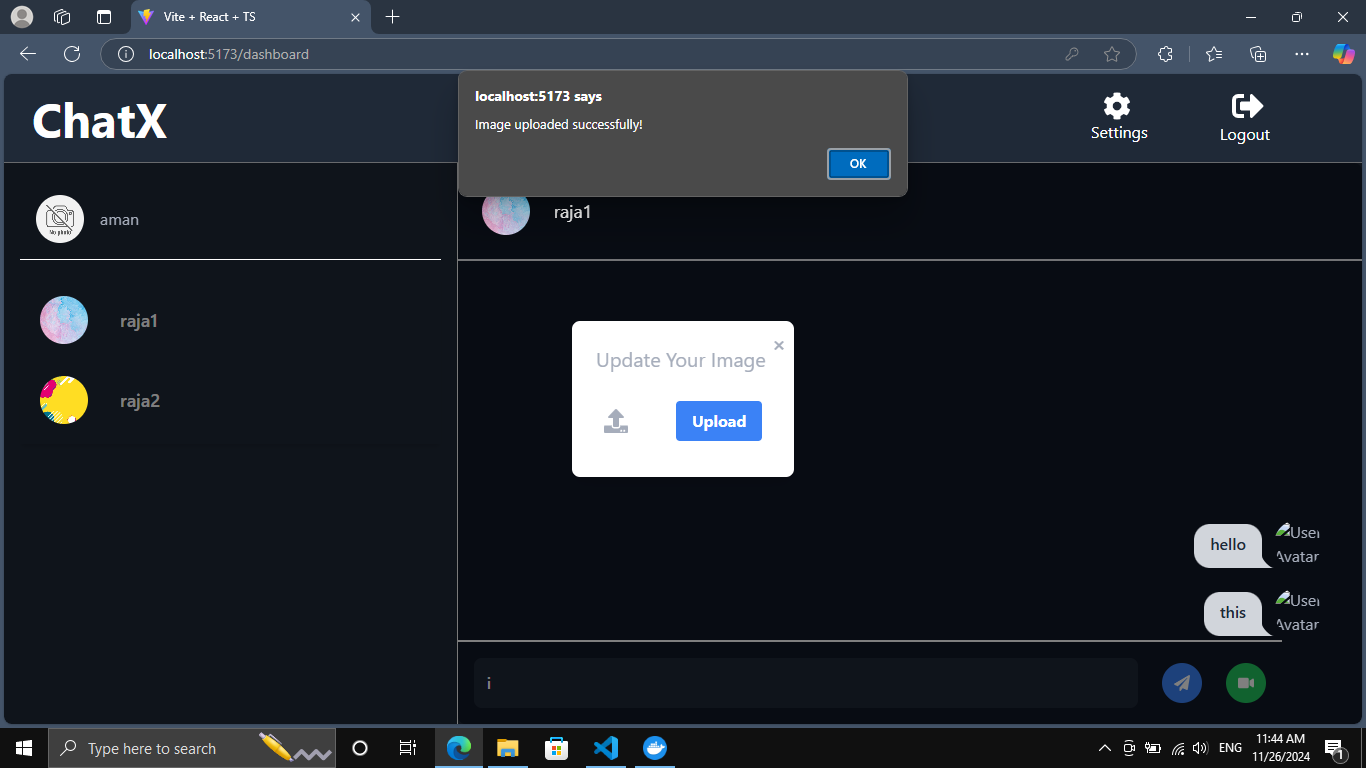 Vite + React + TS
localhost:5173/dashboard
localhost:5173 says
Image uploaded successfully!
OK
ChatX
Settings
Logout
No photo
aman
raja1
raja1
raja2
Update Your Image
×
Upload
hello
User
Avatar
this
User
Avatar
i
Type here to search
ENG
11:44 AM
11/26/2024
1